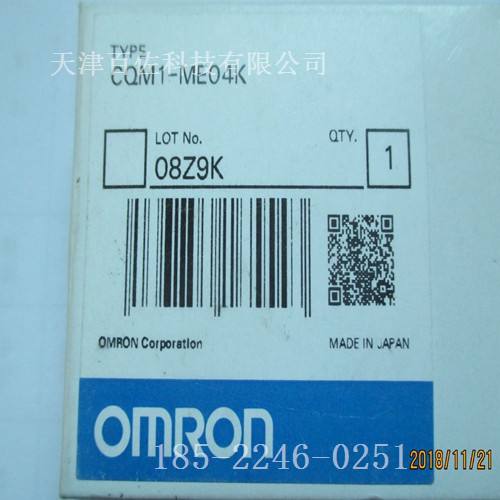 TYPE
天津百佐科技有限公司
CQM1-ME04K
LOT No.
QTY.
08Z9K
1
OMRON Corporation
MADE IN JAPAN
OMRON
185-2246-0251
2018/11/21